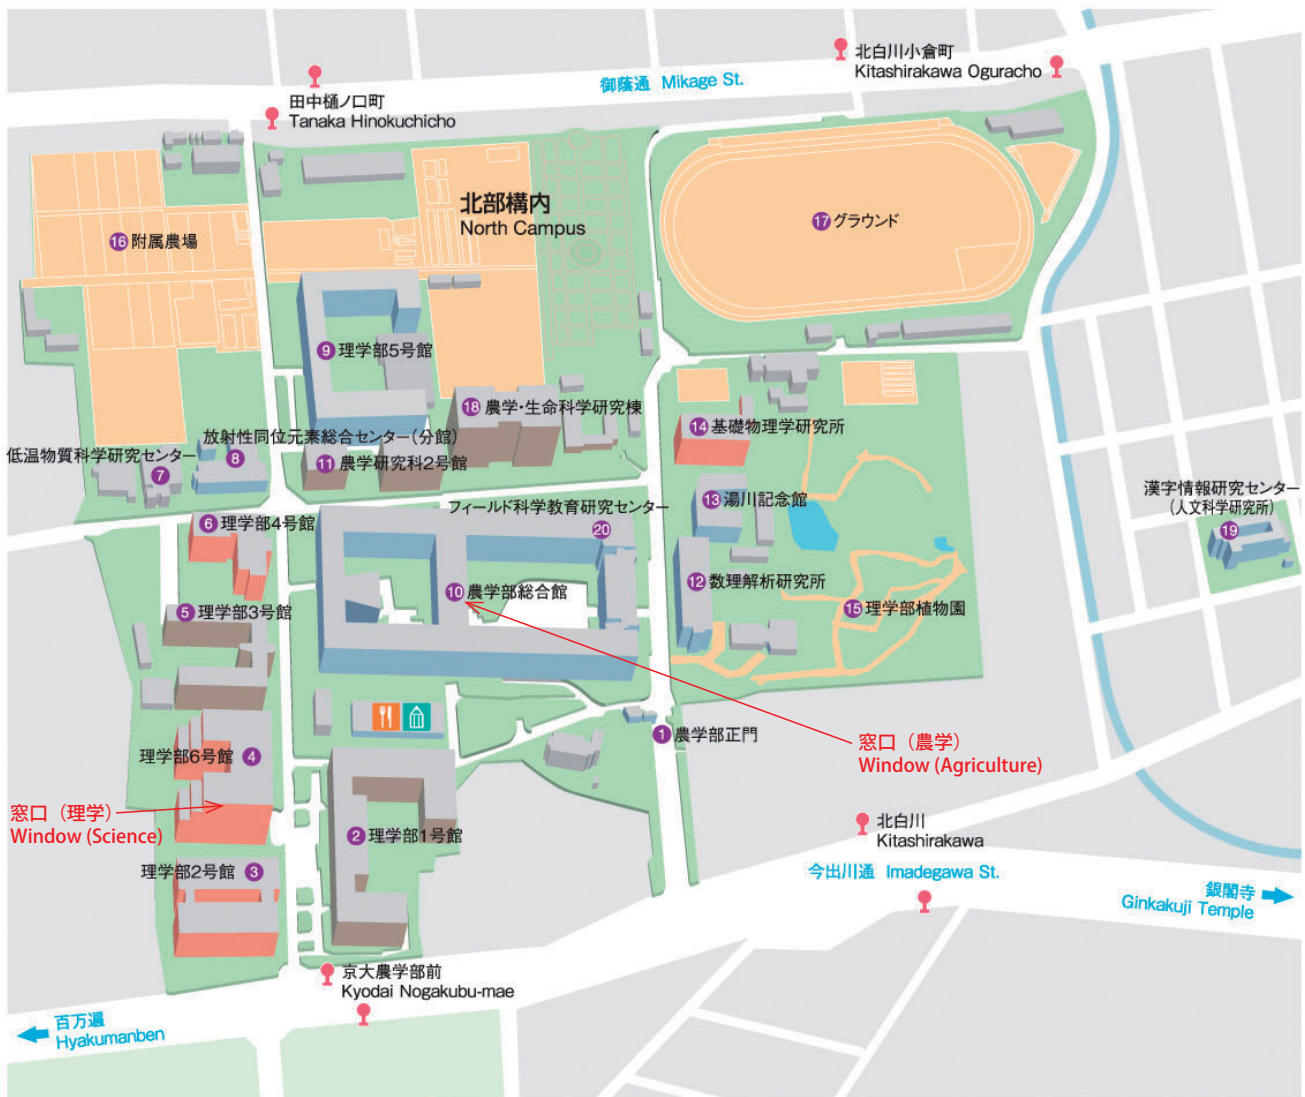 北白川小倉町
Kitashirakawa Oguracho
御蔭通 Mikage St.
田中樋ノ口町
Tanaka Hinokuchicho
北部構内
North Campus
17 グラウンド
16 附属農場
9 理学部5号館
18 農学・生命科学研究棟
14 基礎物理学研究所
放射性同位元素総合センター(分館)
8
低温物質科学研究センター
7
11 農学研究科2号館
13 湯川記念館
漢字情報研究センター
(人文科学研究所)
19
フィールド科学教育研究センター
20
6 理学部4号館
12 数理解析研究所
10 農学部総合館
5 理学部3号館
15 理学部植物園
1 農学部正門
窓口（農学）
Window (Agriculture)
理学部6号館 4
窓口（理学）
Window (Science)
2 理学部1号館
北白川
Kitashirakawa
理学部2号館 3
今出川通 Imadegawa St.
銀閣寺
Ginkakuji Temple
京大農学部前
Kyodai Nogakubu-mae
百万遍
Hyakumanben